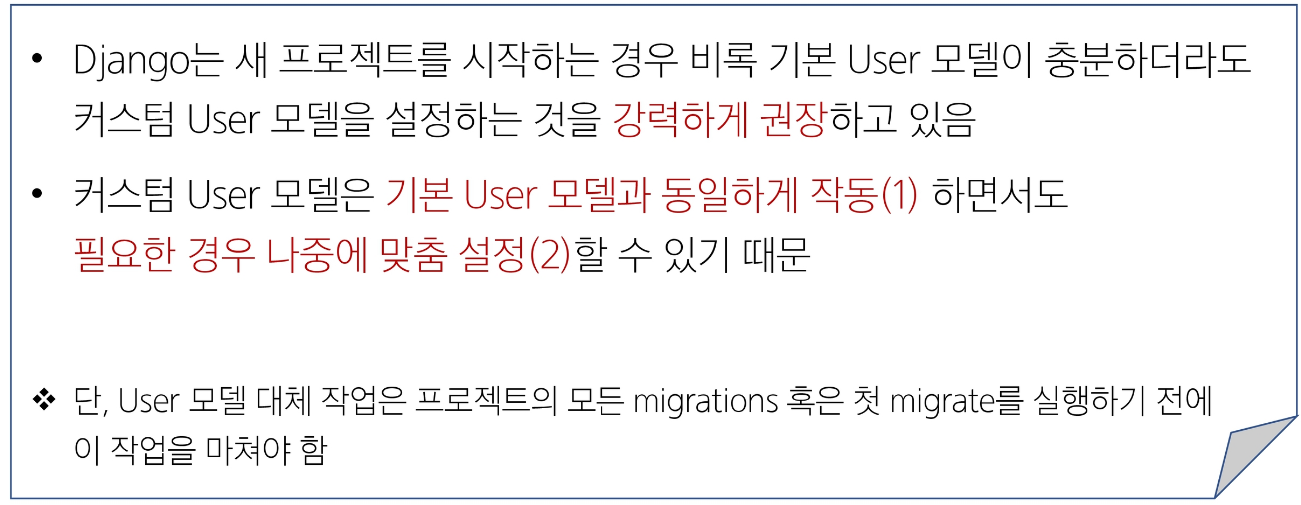 • Django는 새 프로젝트를 시작하는 경우 비록 기본 User 모델이 충분하더라도
커스텀 User 모델을 설정하는 것을 강력하게 권장하고 있음
• 커스텀 User 모델은 기본 User 모델과 동일하게 작동(1) 하면서도
필요한 경우 나중에 맞춤 설정(2)할 수 있기 때문
❖ 단, User 모델 대체 작업은 프로젝트의 모든 migrations 혹은 첫 migrate를 실행하기 전에
이 작업을 마쳐야 함